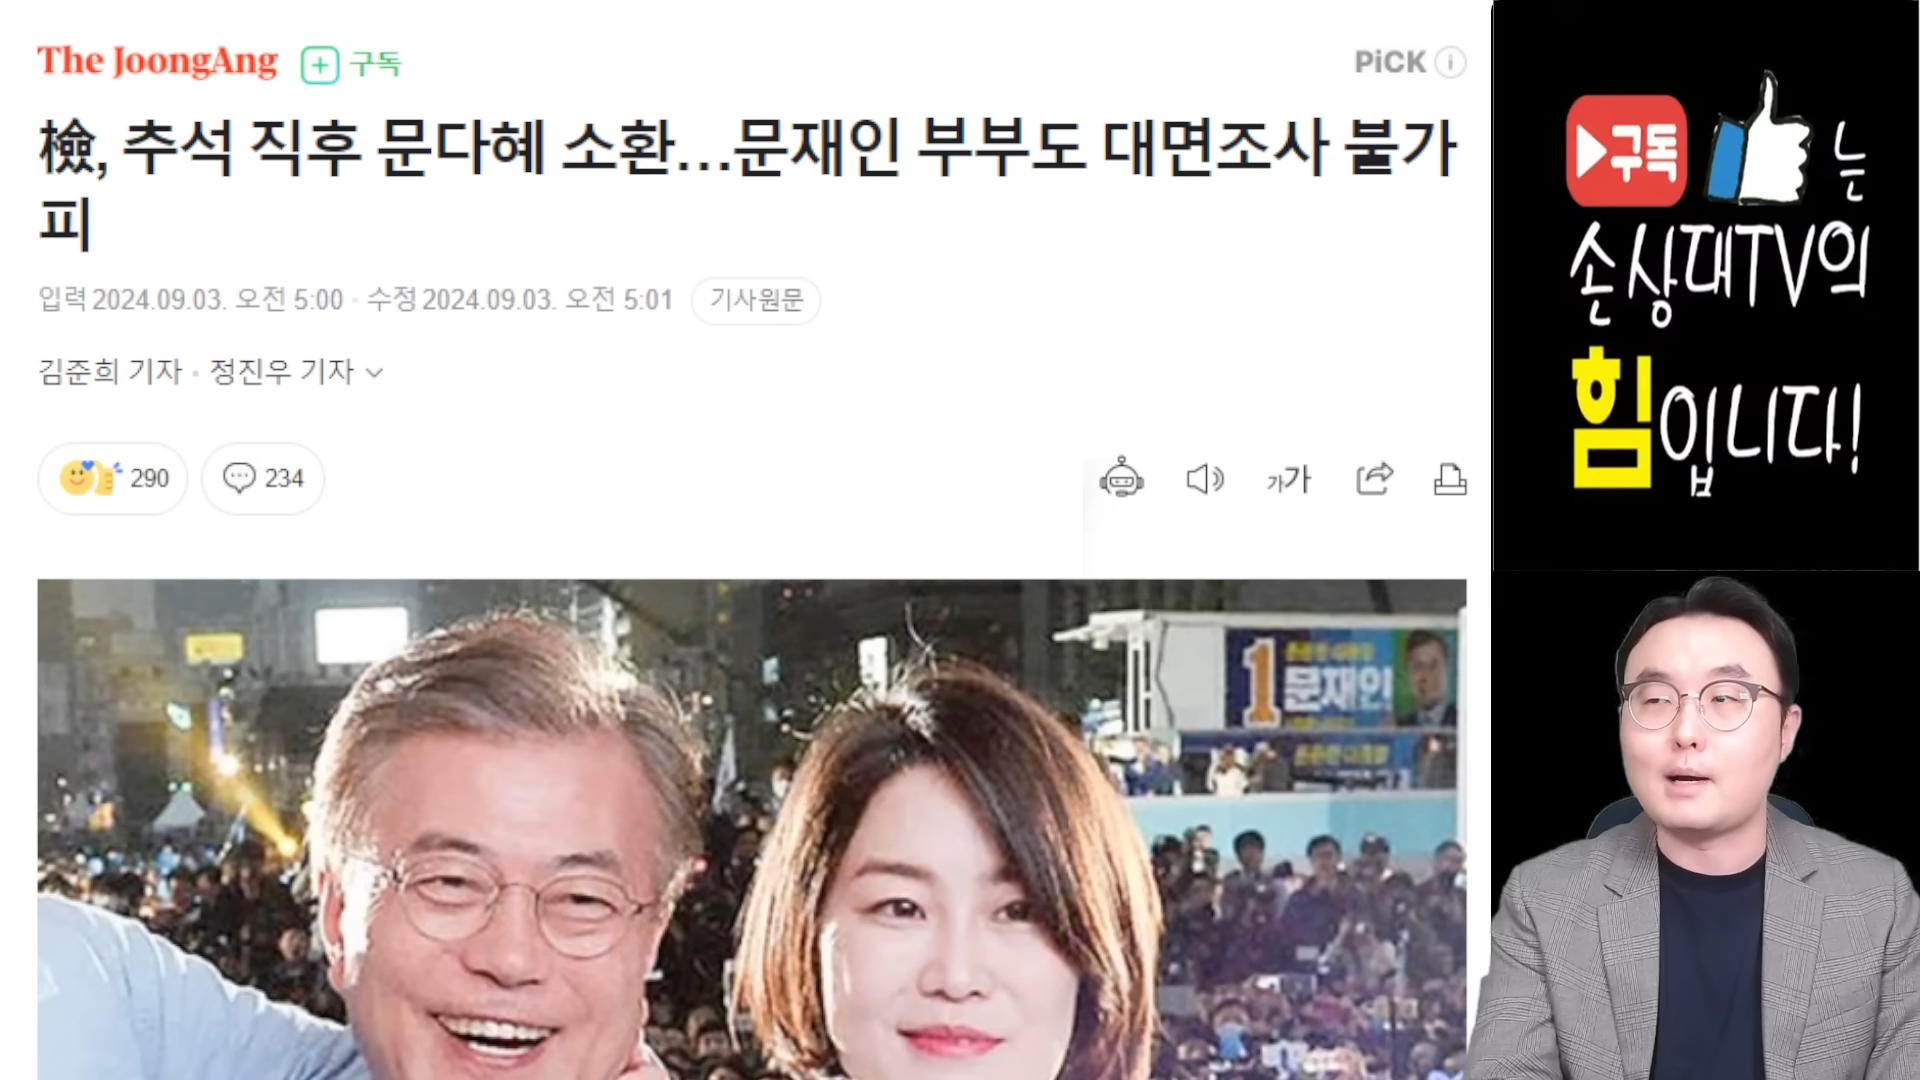 The JoongAng + 구독
PiCK i
檢, 추석 직후 문다혜 소환…문재인 부부도 대면조사 불가
피
입력 2024.09.03. 오전 5:00 · 수정 2024.09.03. 오전 5:01 기사원문
김준희 기자 · 정진우 기자
290 234
가가
1 문재인
구독 는
손상대TV의
힘입니다!